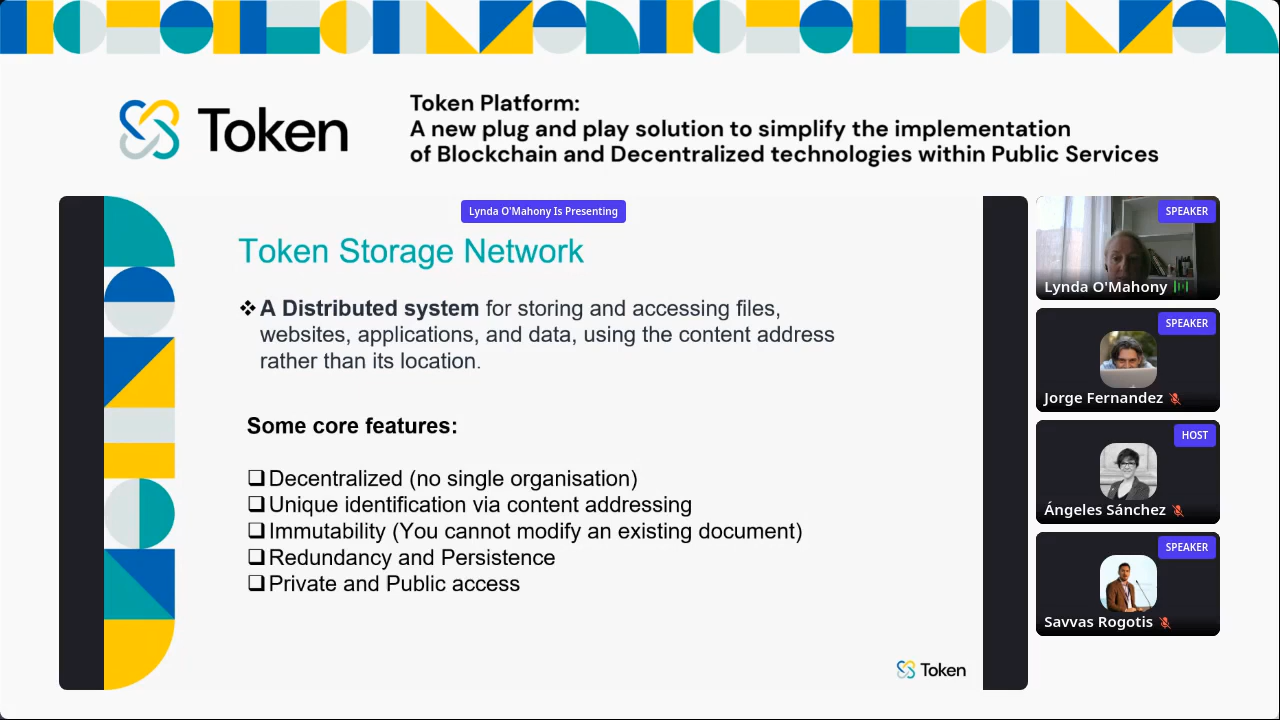 Token
Token Platform:
A new plug and play solution to simplify the implementation
of Blockchain and Decentralized technologies within Public Services
Lynda O'Mahony Is Presenting
Token Storage Network
❖ A Distributed system for storing and accessing files,
websites, applications, and data, using the content address
rather than its location.
Some core features:
❑ Decentralized (no single organisation)
❑ Unique identification via content addressing
❑ Immutability (You cannot modify an existing document)
❑ Redundancy and Persistence
❑ Private and Public access
Token
SPEAKER
Lynda O'Mahony
SPEAKER
Jorge Fernandez
HOST
Ángeles Sánchez
SPEAKER
Savvas Rogotis